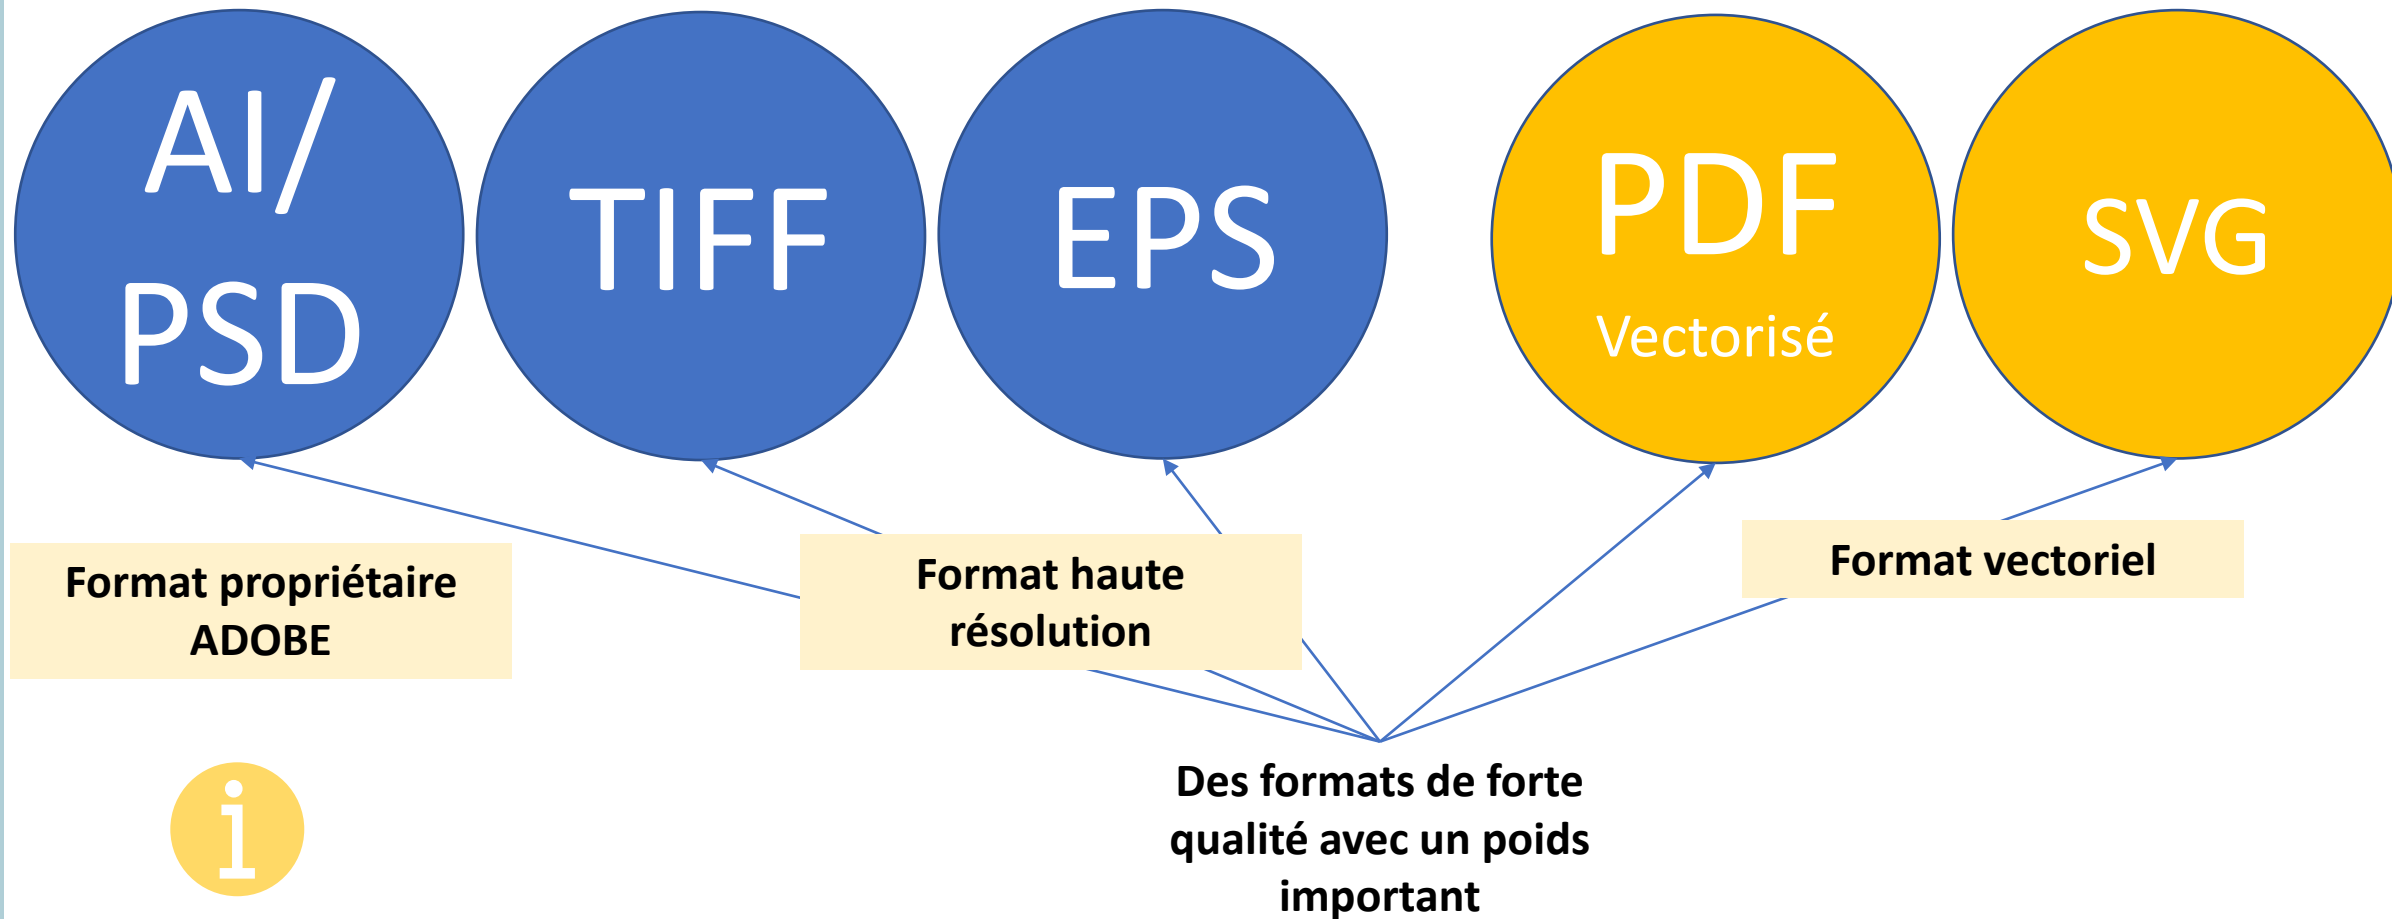 AI/
PSD
TIFF
EPS
PDF
Vectorisé
SVG
Format propriétaire
ADOBE
Format haute
résolution
Format vectoriel
Des formats de forte
qualité avec un poids
important
i